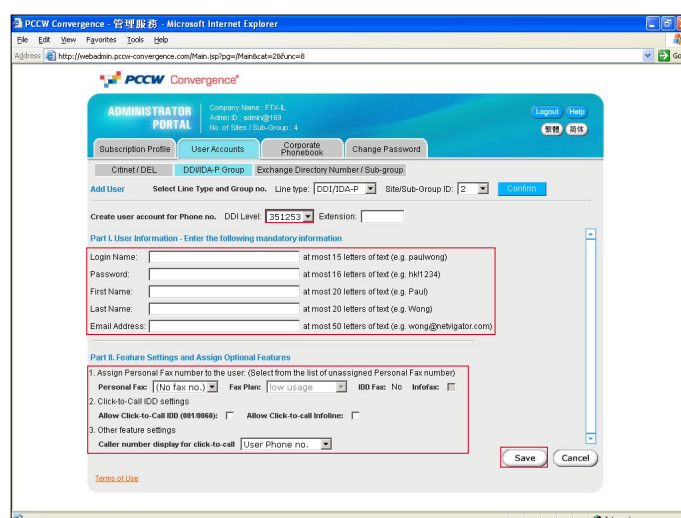 PCCW Convergence - 管理服務 - Microsoft Internet Explorer
File Edit View Favorites Tools Help
Address http://webadmin.pccw-convergence.com/Main.jsp?pg=/Main&cat=28&func=8 Go
PCCW Convergence
ADMINISTRATOR PORTAL
Company Name : FTX-IL
Admin ID : admin@169
No. of Sites / Sub-Group : 4
Logout Help
繁體 简体
Subscription Profile User Accounts Corporate Phonebook Change Password
Citinet / DEL DDI/IDA-P Group Exchange Directory Number / Sub-group
Add User Select Line Type and Group no. Line type: DDI/IDA-P Site/Sub-Group ID: 2 Confirm
Create user account for Phone no. DDI Level: 351253 Extension:
Part I. User Information - Enter the following mandatory information
Login Name: at most 15 letters of text (e.g. paulwong)
Password: at most 16 letters of text (e.g. hkl1234)
First Name: at most 20 letters of text (e.g. Paul)
Last Name: at most 20 letters of text (e.g. Wong)
Email Address: at most 50 letters of text (e.g. wong@netvigator.com)
Part II. Feature Settings and Assign Optional Features
1. Assign Personal Fax number to the user: (Select from the list of unassigned Personal Fax number)
Personal Fax: (No fax no.) Fax Plan: low usage IDD Fax: No Infofax:
2. Click-to-Call IDD settings
Allow Click-to-Call IDD (001/0060): Allow Click-to-call Infoline:
3. Other feature settings
Caller number display for click-to-call User Phone no.
Save Cancel
Terms of Use